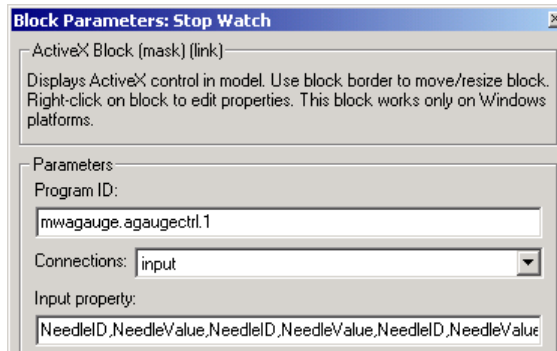 Block Parameters: Stop Watch
ActiveX Block (mask) (link)
Displays ActiveX control in model. Use block border to move/resize block.
Right-click on block to edit properties. This block works only on Windows
platforms.
Parameters
Program ID:
mwagauge.agaugectrl.1
Connections: input
Input property:
NeedleID,NeedleValue,NeedleID,NeedleValue,NeedleID,NeedleValue